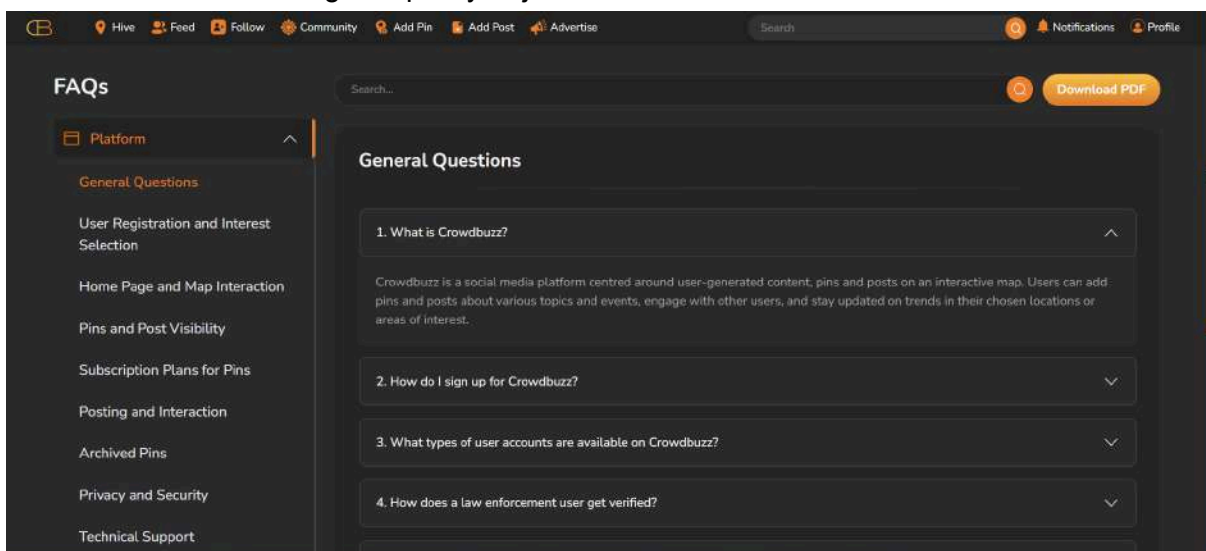 Hive Feed Follow Community Add Pin Add Post Advertise Search Notifications Profile
FAQs
Search...
Download PDF
Platform
General Questions
User Registration and Interest
Selection
Home Page and Map Interaction
Pins and Post Visibility
Subscription Plans for Pins
Posting and Interaction
Archived Pins
Privacy and Security
Technical Support
General Questions
1. What is Crowdbuzz?
Crowdbuzz is a social media platform centred around user-generated content, pins and posts on an interactive map. Users can add
pins and posts about various topics and events, engage with other users, and stay updated on trends in their chosen locations or
areas of interest.
2. How do I sign up for Crowdbuzz?
3. What types of user accounts are available on Crowdbuzz?
4. How does a law enforcement user get verified?